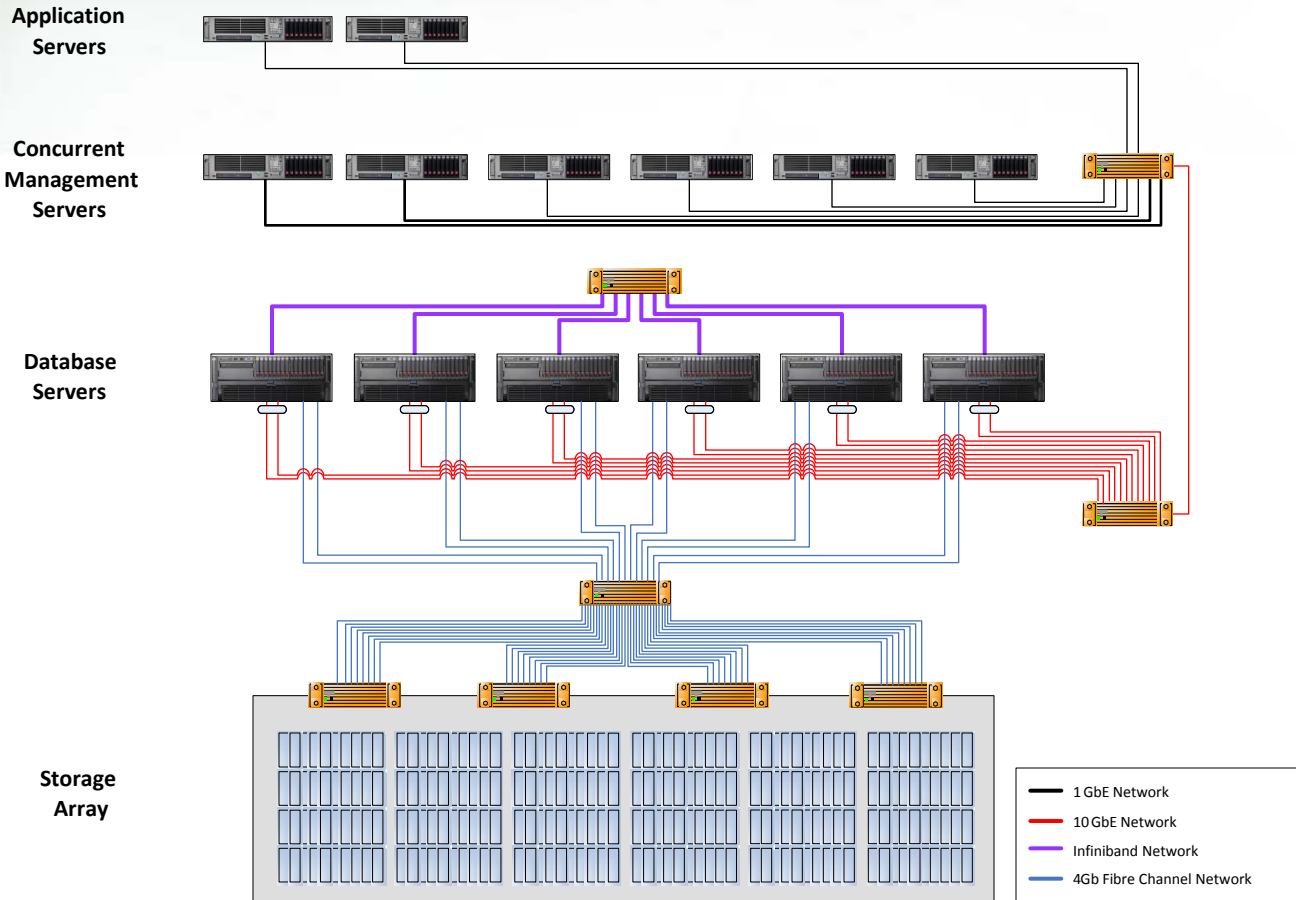 Application
Servers
Concurrent
Management
Servers
Database
Servers
Storage
Array
1 GbE Network
10 GbE Network
Infiniband Network
4Gb Fibre Channel Network